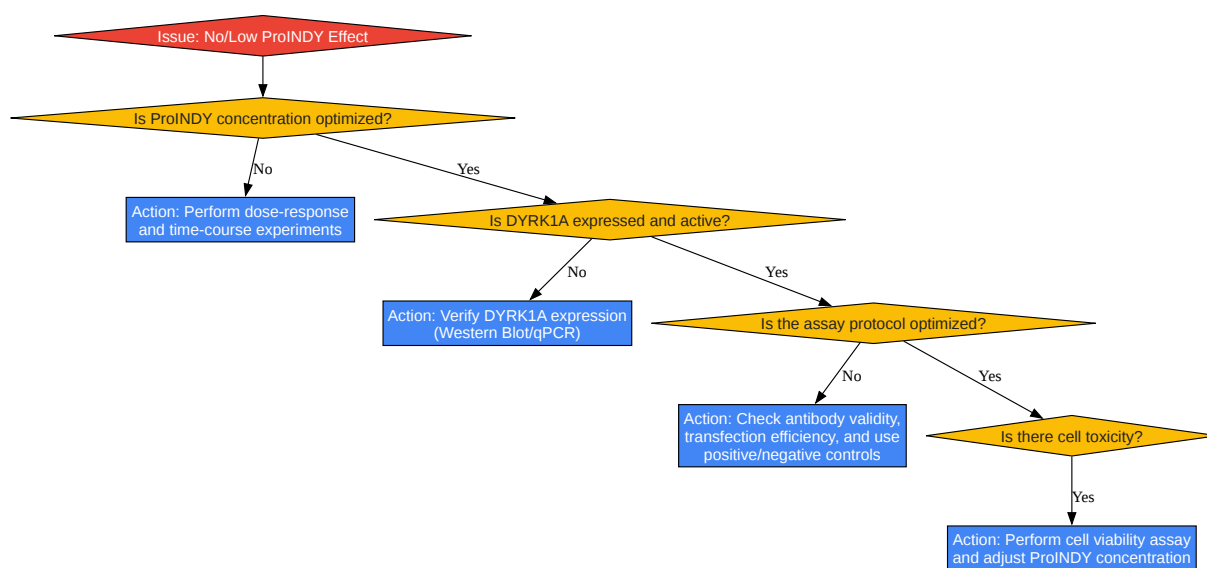 Issue: No/Low ProINDY Effect
Is ProINDY concentration optimized?
No
Yes
Action: Perform dose-response
and time-course experiments
Is DYRK1A expressed and active?
No
Yes
Action: Verify DYRK1A expression
(Western Blot/qPCR)
Is the assay protocol optimized?
No
Yes
Action: Check antibody validity,
transfection efficiency, and use
positive/negative controls
Is there cell toxicity?
Yes
Action: Perform cell viability assay
and adjust ProINDY concentration